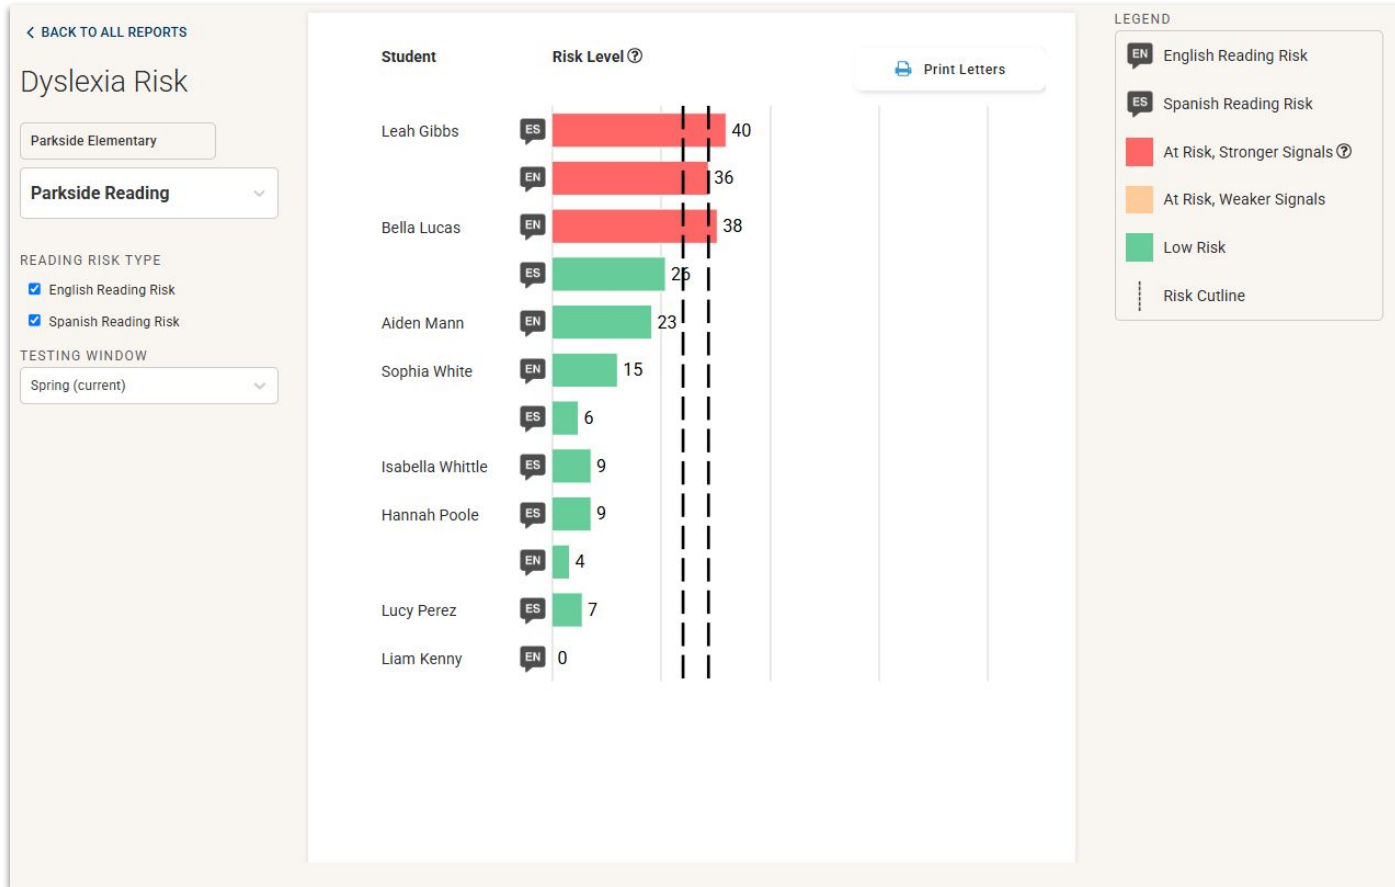 BACK TO ALL REPORTS
Dyslexia Risk
Parkside Elementary
Parkside Reading
READING RISK TYPE
English Reading Risk
Spanish Reading Risk
TESTING WINDOW
Spring (current)
Student Risk Level ?
Print Letters
Leah Gibbs ES 40
EN 36
Bella Lucas EN 38
ES 26
Aiden Mann EN 23
Sophia White EN 15
ES 6
Isabella Whittle ES 9
Hannah Poole ES 9
EN 4
Lucy Perez ES 7
Liam Kenny EN 0
LEGEND
EN English Reading Risk
ES Spanish Reading Risk
At Risk, Stronger Signals ?
At Risk, Weaker Signals
Low Risk
Risk Cutline